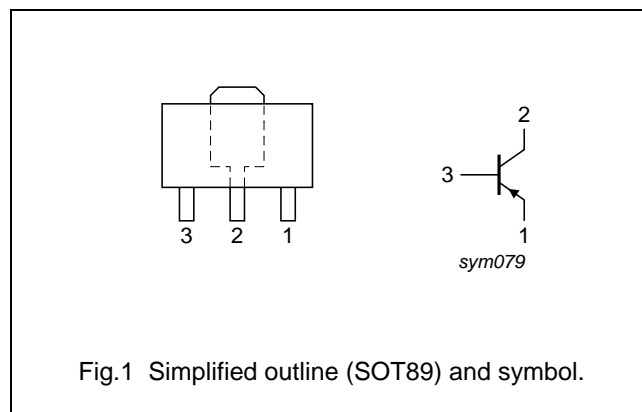 3 2 1
2
3
1
sym079
Fig.1 Simplified outline (SOT89) and symbol.